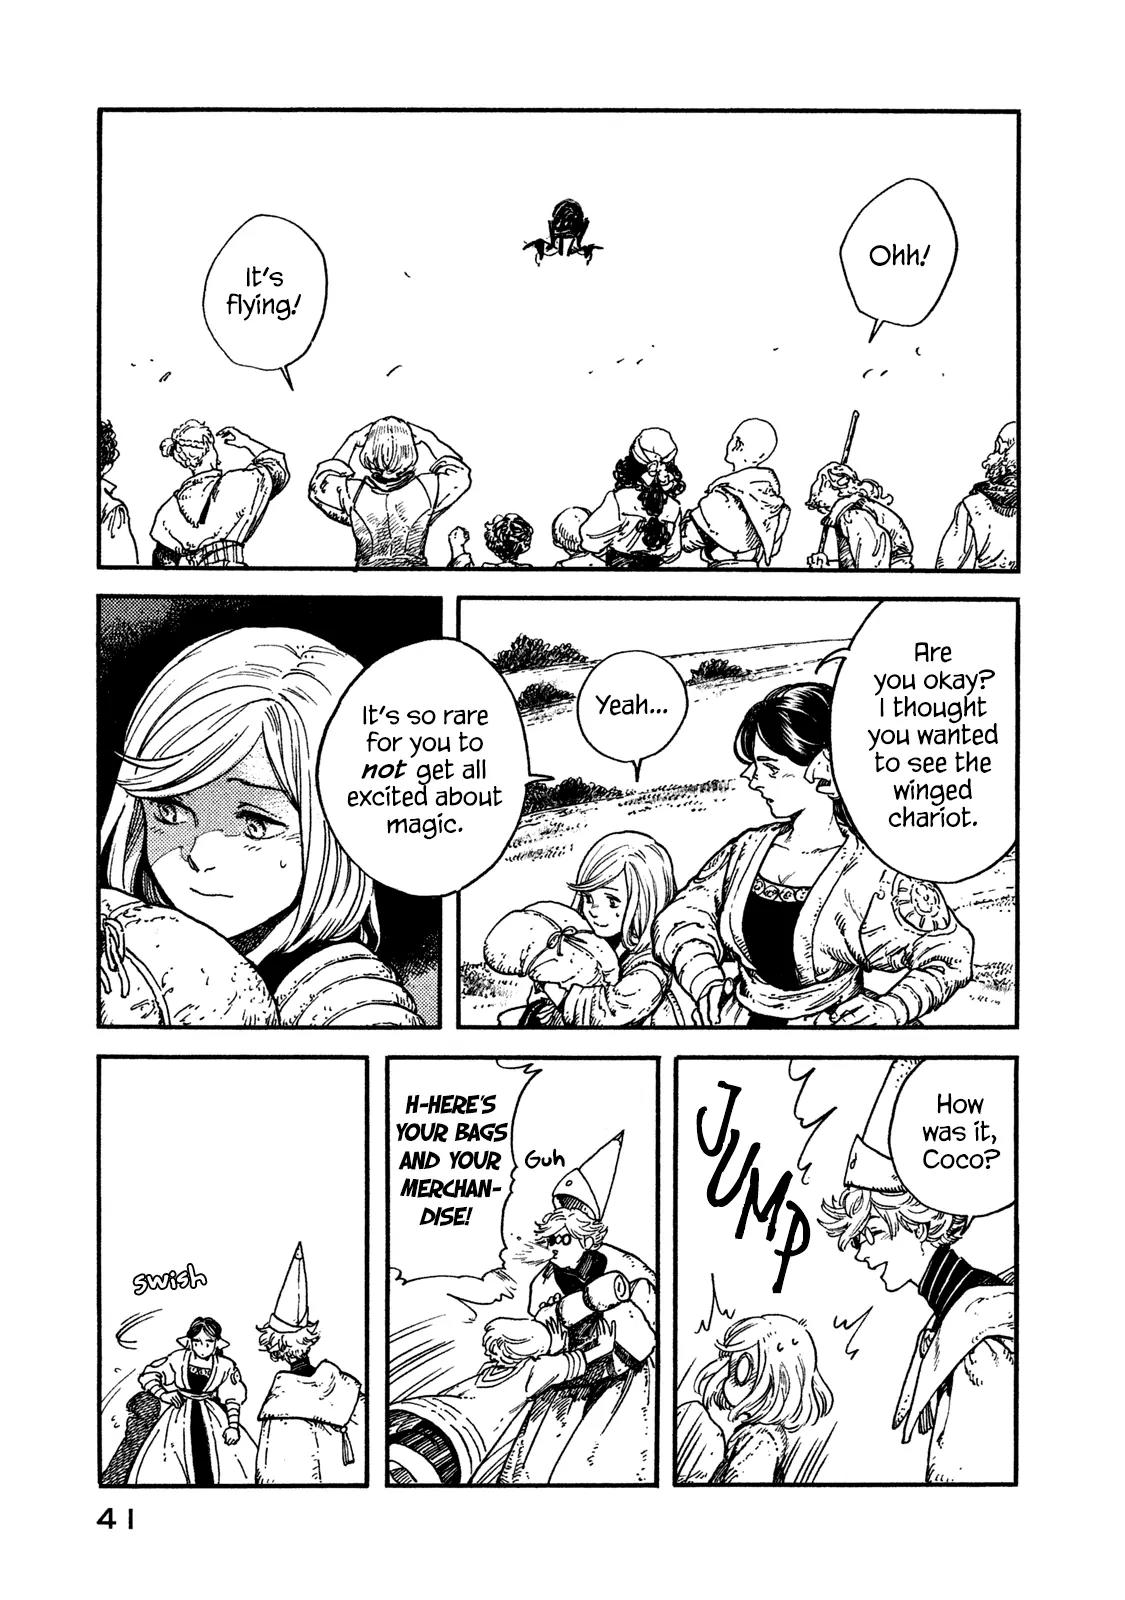 Ohh!
It's
flying!
Are
you okay?
I thought
you wanted
to see the
winged
chariot.
Yeah...
It's so rare
for you to
not get all
excited about
magic.
How
was it,
Coco?
JUMP
H-HERE'S
YOUR BAGS
AND YOUR
MERCHAN-
DISE!
Guh
swish
41